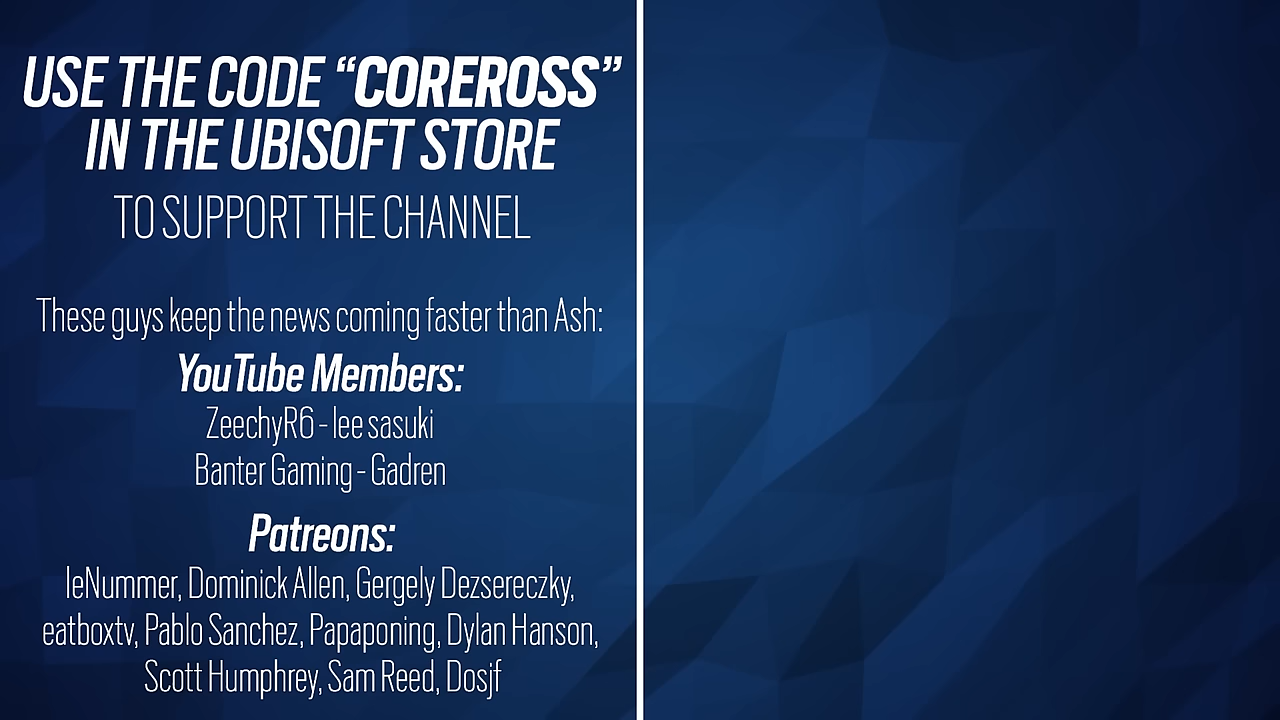 USE THE CODE “COREROSS”
IN THE UBISOFT STORE
TO SUPPORT THE CHANNEL
These guys keep the news coming faster than Ash:
YouTube Members:
ZeechyR6 - lee sasuki
Banter Gaming - Gadren
Patreons:
leNummer, Dominick Allen, Gergely Dezsereczky,
eatboxtv, Pablo Sanchez, Papaponing, Dylan Hanson,
Scott Humphrey, Sam Reed, Dosjf